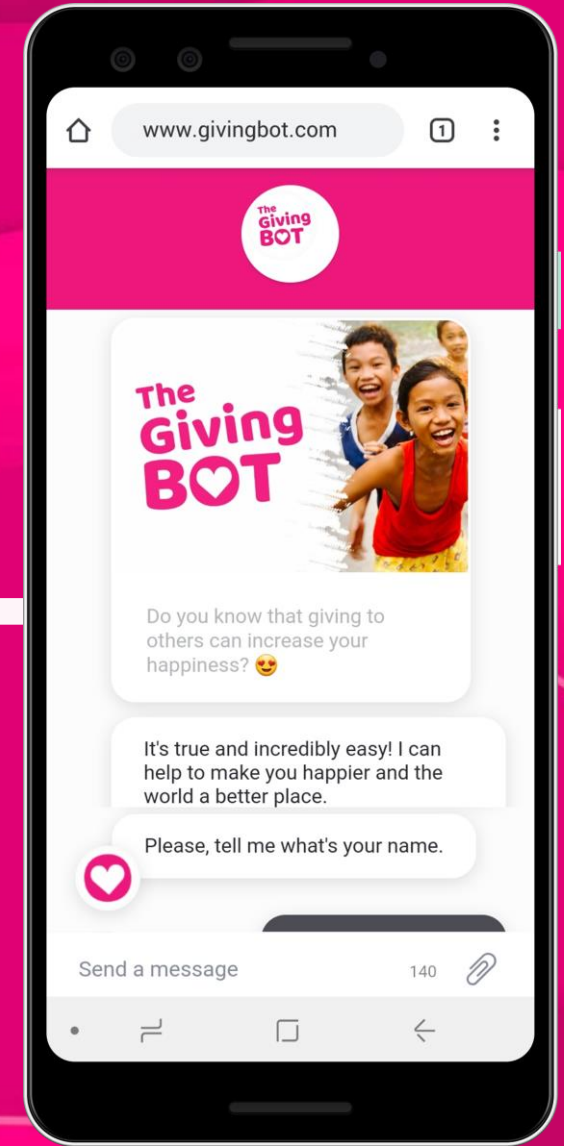 www.givingbot.com
1
The
Giving
BOT
The
Giving
BOT
Do you know that giving to
others can increase your
happiness? 😍
It's true and incredibly easy! I can
help to make you happier and the
world a better place.
Please, tell me what's your name.
Send a message
140